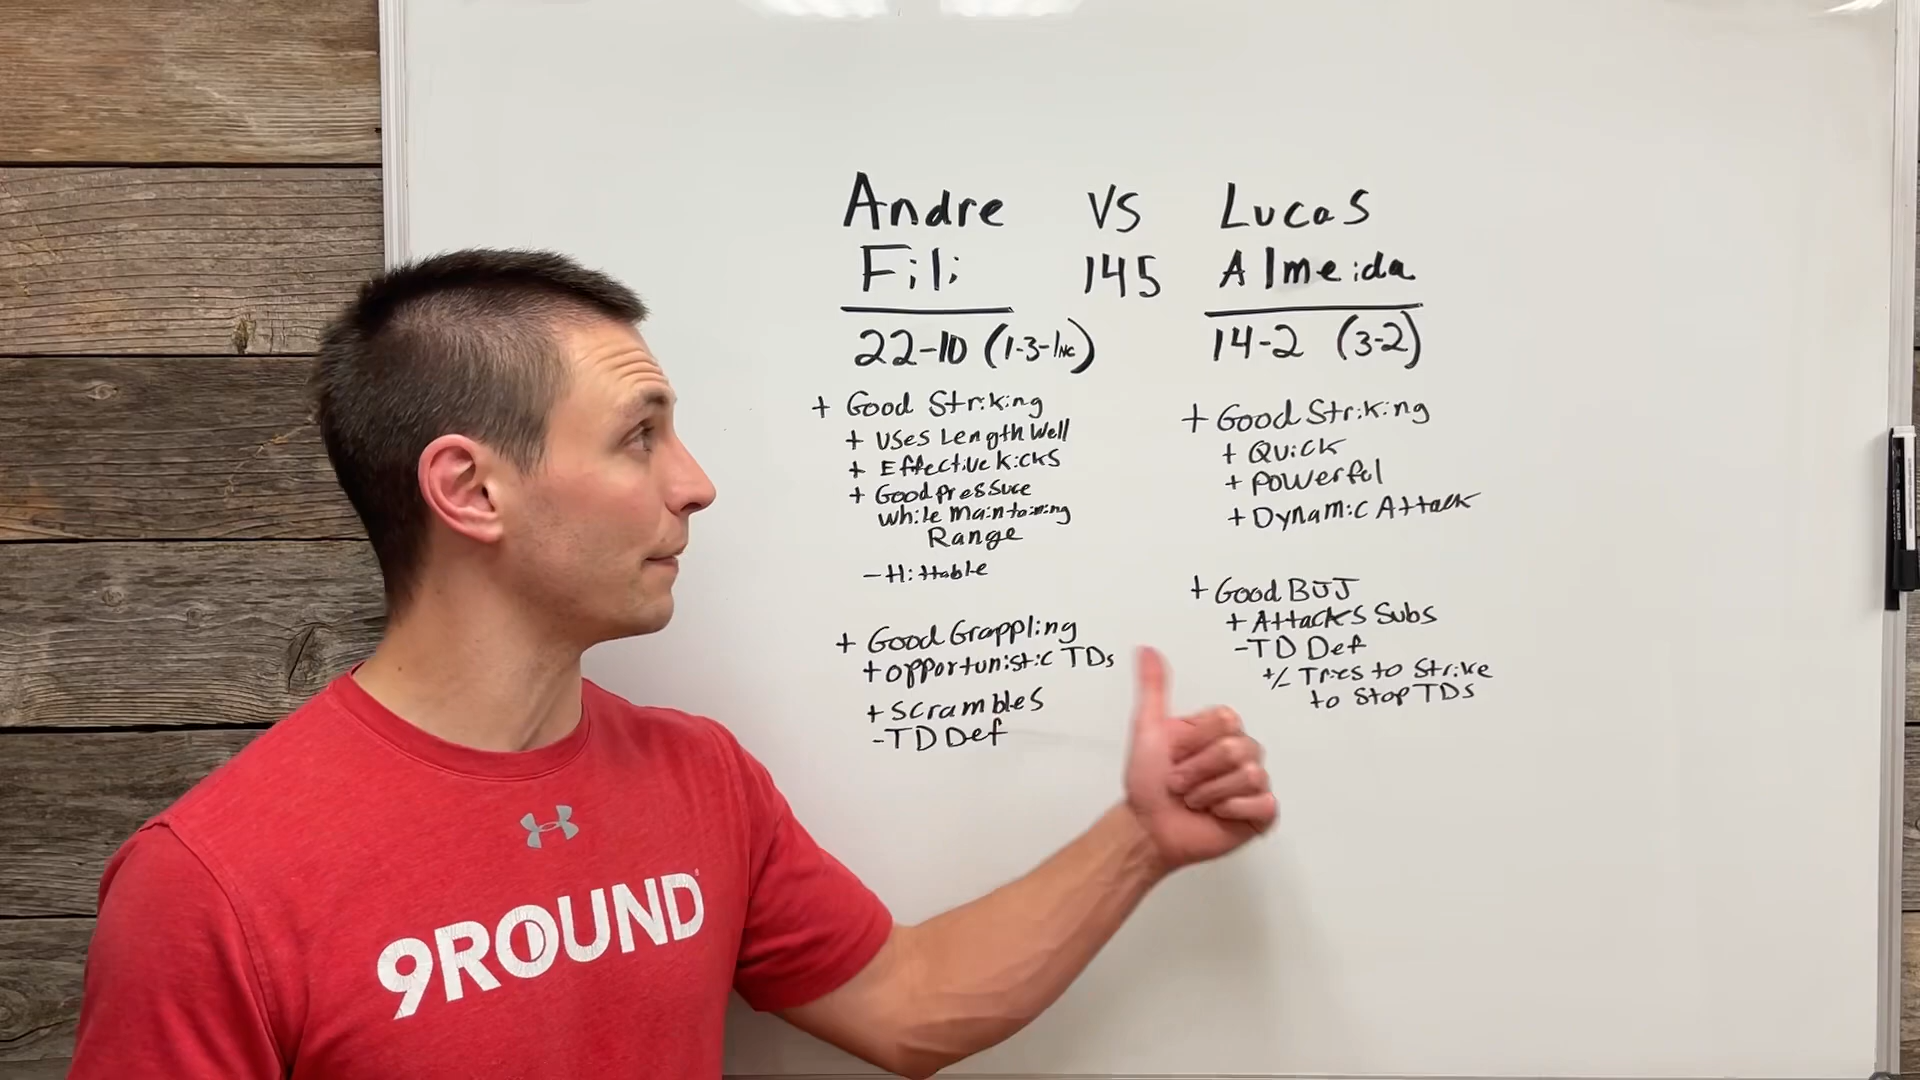 Andre vs Lucas
Fili 145 Almeida
22-10 (1-3-1NC)
+ Good Striking
+ Uses Length Well
+ Effective kicks
+ Good pressure
while Maintaining
Range
- Hittable
+ Good Grappling
+ opportunistic TDs
+ Scrambles
- TD Def
14-2 (3-2)
+ Good Striking
+ Quick
+ Powerful
+ Dynamic Attack
+ Good BJJ
+ Attacks Subs
- TD Def
+/- Tries to Strike
to Stop TDs
9ROUND